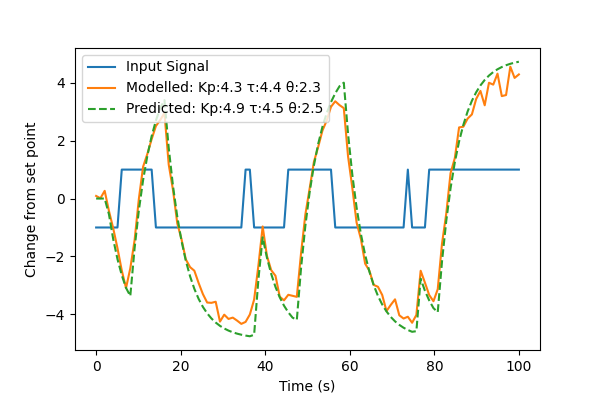 Input Signal
Modelled: Kp:4.3 τ:4.4 θ:2.3
Predicted: Kp:4.9 τ:4.5 θ:2.5
Change from set point
4
2
0
−2
−4
0 20 40 60 80 100
Time (s)